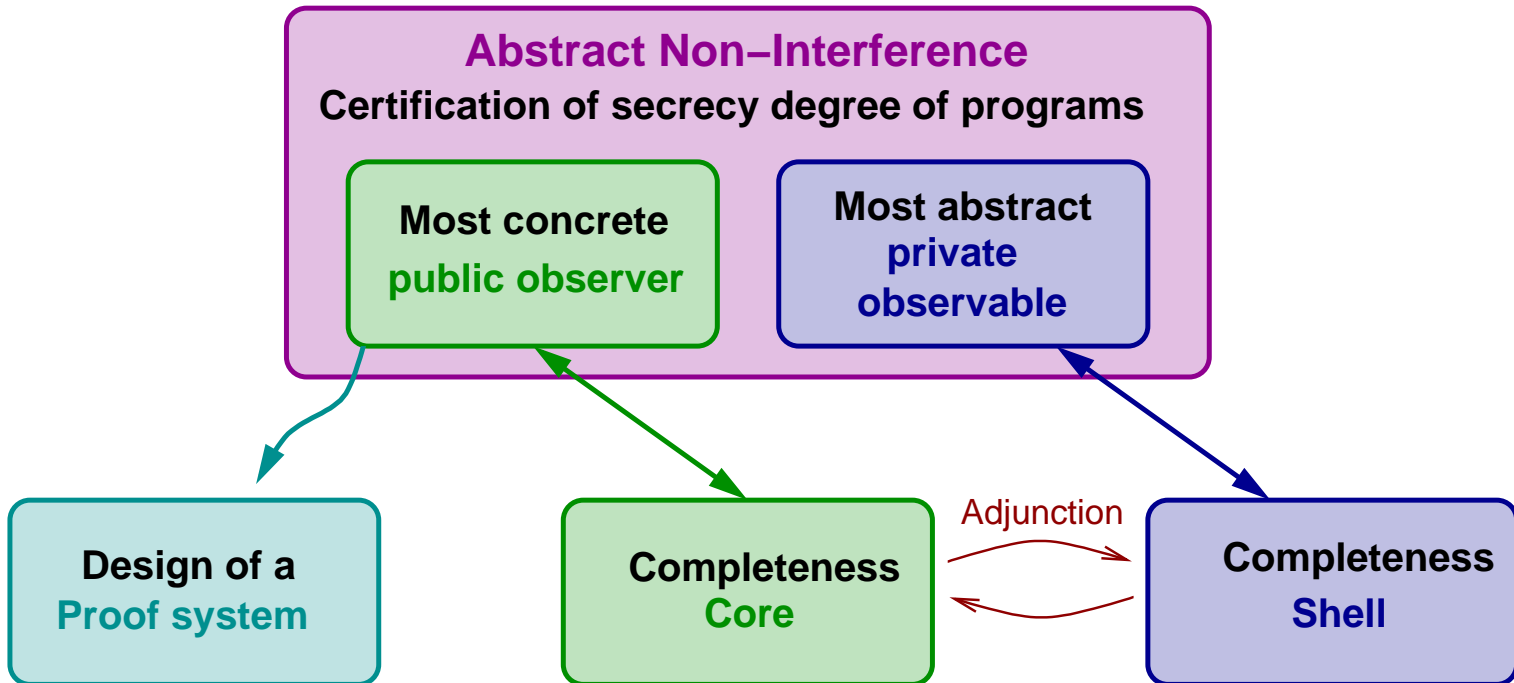 Abstract Non−Interference
Certification of secrecy degree of programs
Most concrete
public observer
Most abstract
private
observable
Design of a
Proof system
Completeness
Core
Adjunction
Completeness
Shell